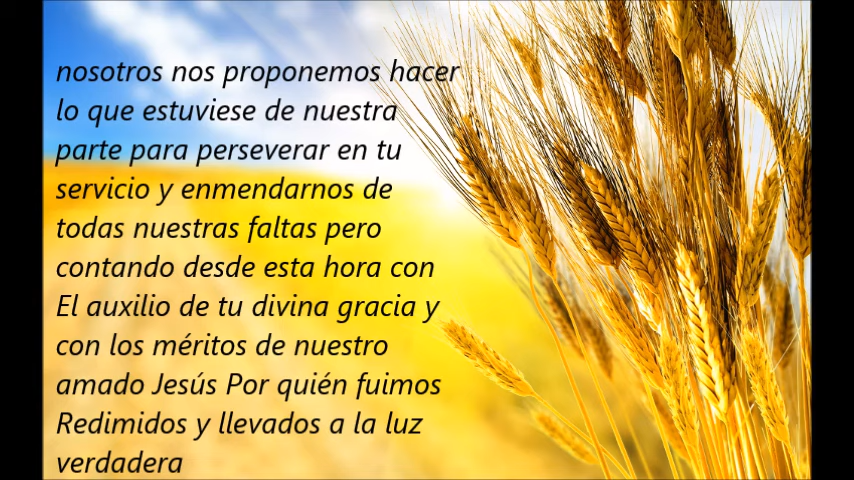 nosotros nos proponemos hacer
lo que estuviese de nuestra
parte para perseverar en tu
servicio y enmendarnos de
todas nuestras faltas pero
contando desde esta hora con
El auxilio de tu divina gracia y
con los méritos de nuestro
amado Jesús Por quién fuimos
Redimidos y llevados a la luz
verdadera